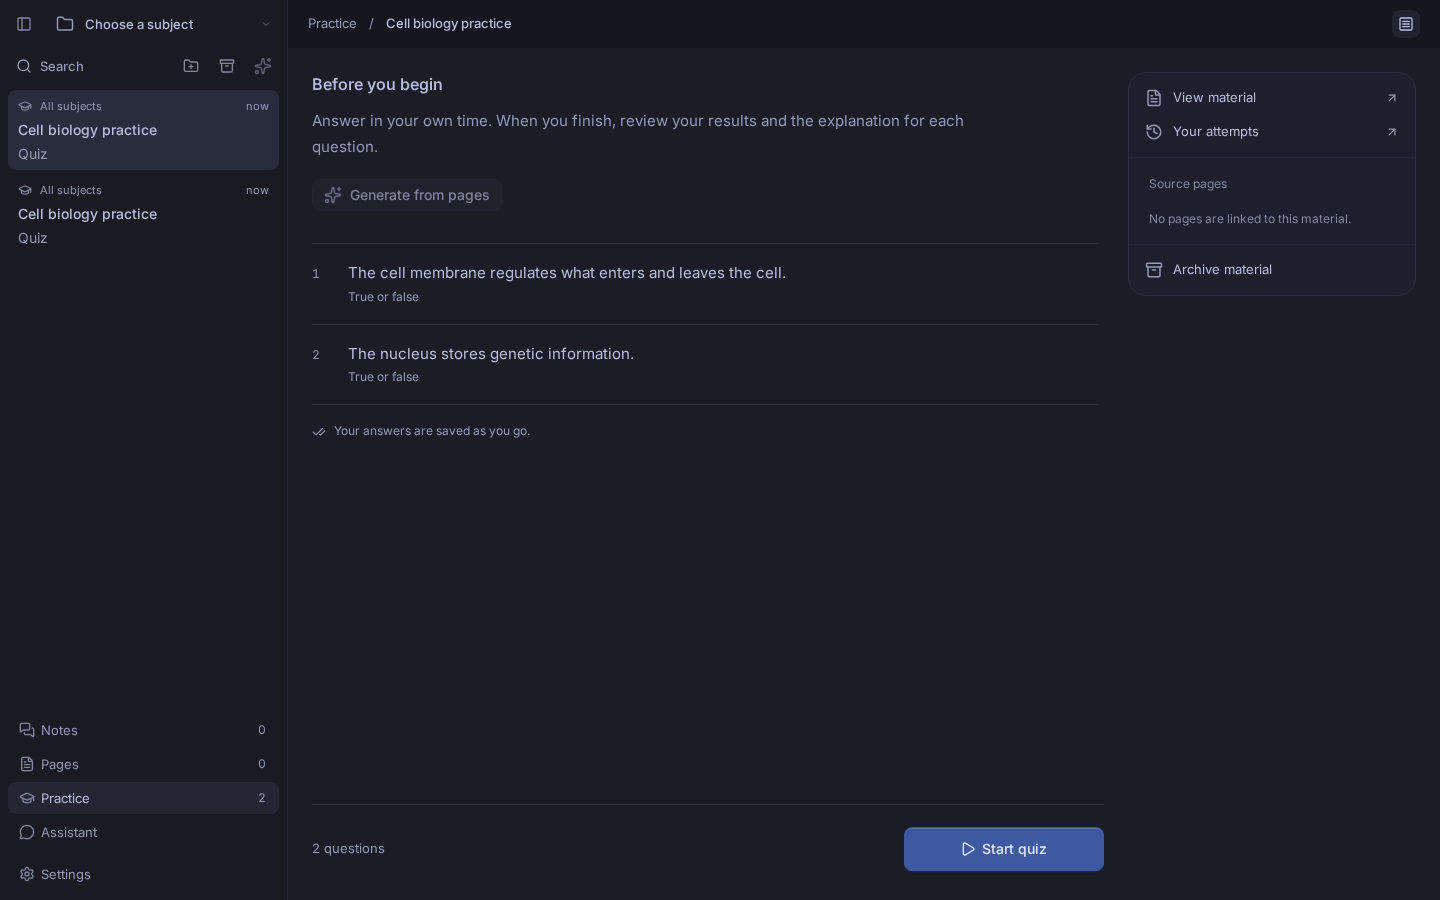 Choose a subject
Search
All subjects now
Cell biology practice
Quiz
All subjects now
Cell biology practice
Quiz
Notes 0
Pages 0
Practice 2
Assistant
Settings
Practice / Cell biology practice
Before you begin
Answer in your own time. When you finish, review your results and the explanation for each
question.
Generate from pages
1 The cell membrane regulates what enters and leaves the cell.
True or false
2 The nucleus stores genetic information.
True or false
Your answers are saved as you go.
2 questions
Start quiz
View material
Your attempts
Source pages
No pages are linked to this material.
Archive material